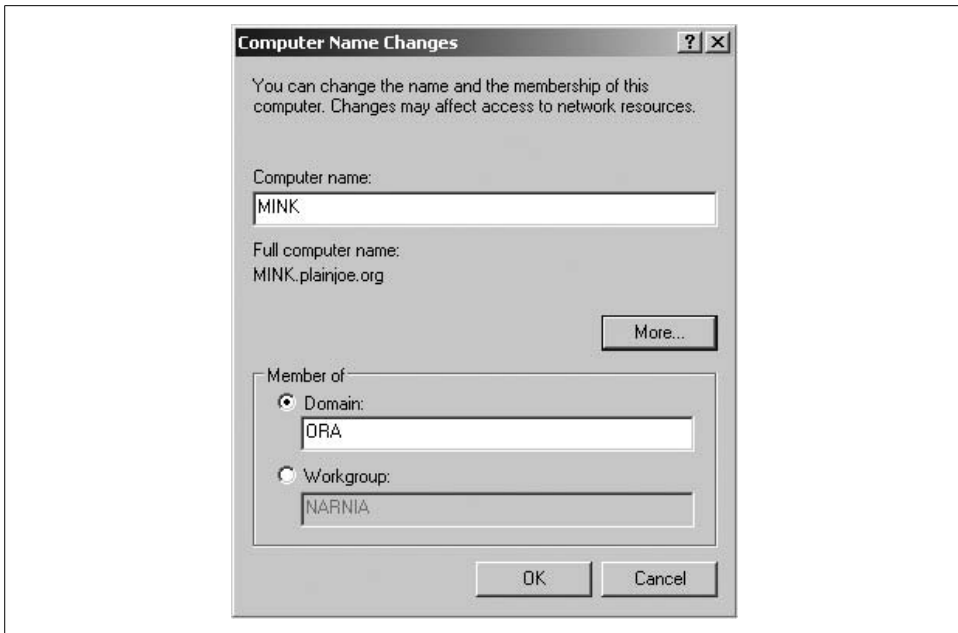 Computer Name Changes
You can change the name and the membership of this
computer. Changes may affect access to network resources.
Computer name:
MINK
Full computer name:
MINK.plainjoe.org
More...
Member of
Domain:
ORA
Workgroup:
NARNIA
OK Cancel